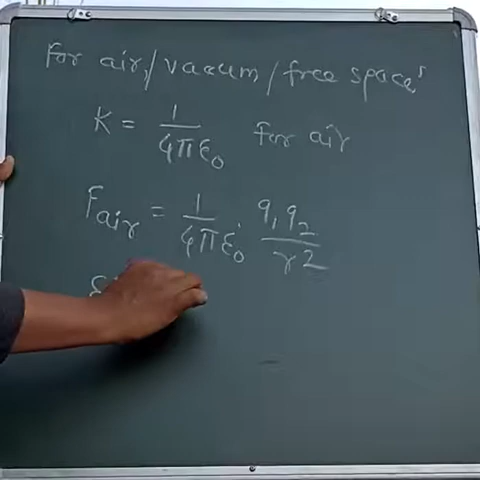 For air/vacuum/free space'
K = 1/4πε₀ for air
F air = 1/4πε₀ q₁q₂/r²
ε